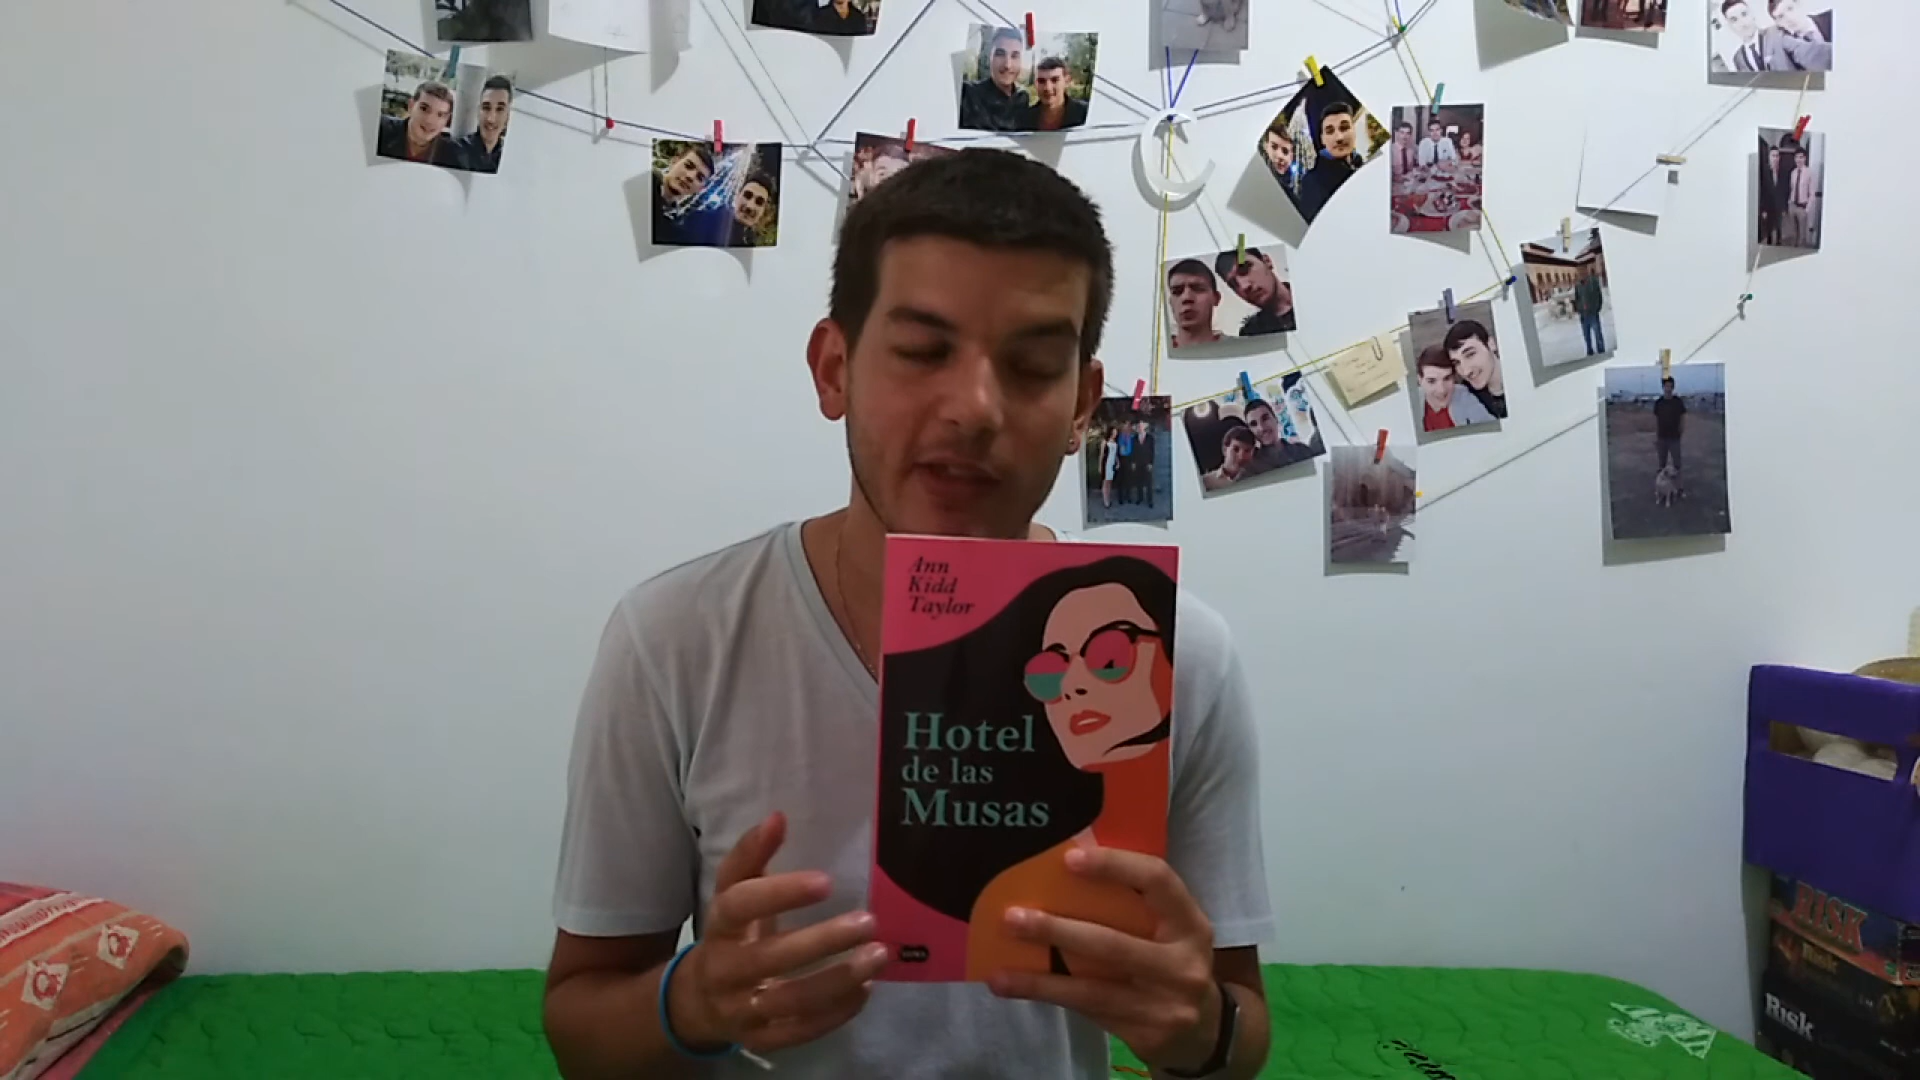 Ann
Kidd
Taylor
Hotel
de las
Musas
RISK
Risk
Risk